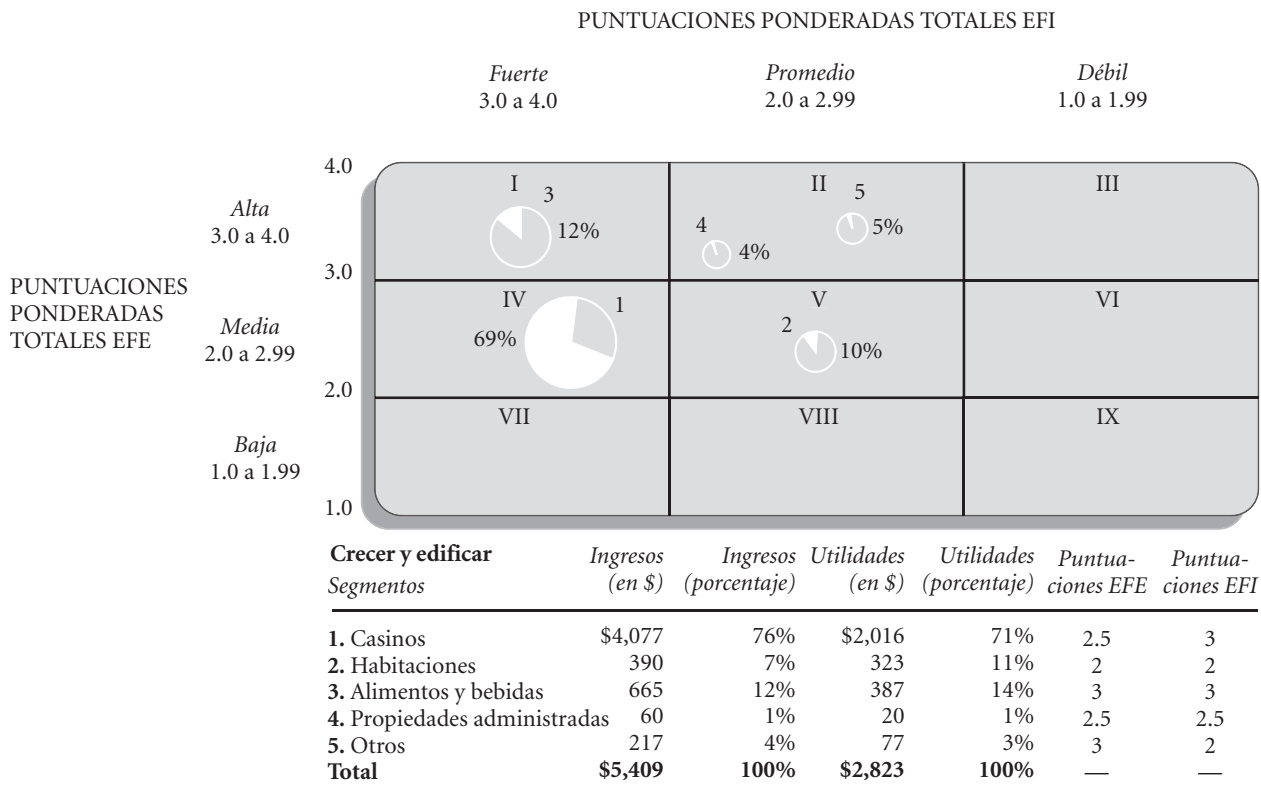 PUNTUACIONES PONDERADAS TOTALES EFI
Fuerte
3.0 a 4.0
Promedio
2.0 a 2.99
Débil
1.0 a 1.99
PUNTUACIONES
PONDERADAS
TOTALES EFE
Alta
3.0 a 4.0
Media
2.0 a 2.99
Baja
1.0 a 1.99
4.0
3.0
2.0
1.0
I
3
12%
II
5
5%
4
4%
III
IV
1
69%
V
2
10%
VI
VII
VIII
IX
Crecer y edificar Ingresos Ingresos Utilidades Utilidades Puntua- Puntua-
Segmentos (en $) (porcentaje) (en $) (porcentaje) ciones EFE ciones EFI
1. Casinos $4,077 76% $2,016 71% 2.5 3
2. Habitaciones 390 7% 323 11% 2 2
3. Alimentos y bebidas 665 12% 387 14% 3 3
4. Propiedades administradas 60 1% 20 1% 2.5 2.5
5. Otros 217 4% 77 3% 3 2
Total $5,409 100% $2,823 100% — —